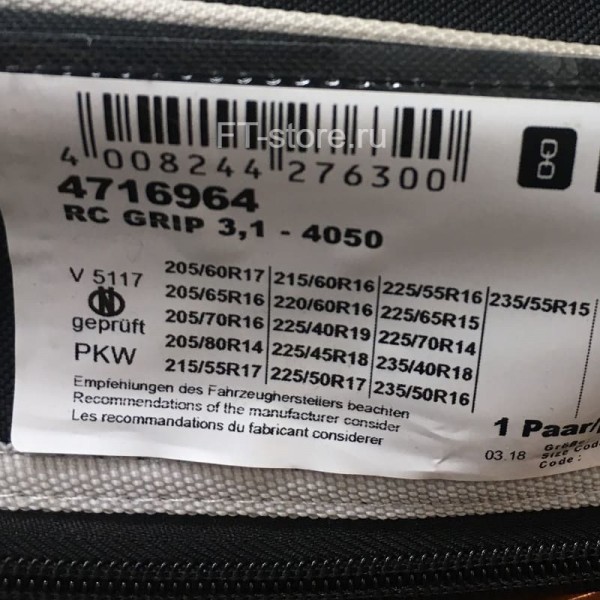 FT-store.ru
4 008244 276300
4716964
RC GRIP 3,1 - 4050
V 5117
geprüft
PKW
205/60R17 215/60R16 225/55R16 235/55R15
205/65R16 220/60R16 225/65R15
205/70R16 225/40R19 225/70R14
205/80R14 225/45R18 235/40R18
215/55R17 225/50R17 235/50R16
Empfehlungen des Fahrzeugherstellers beachten
Recommendations of the manufacturer consider
Les recommandations du fabricant considerer
1 Paar/
03.18
Größe
Size Code
Code: